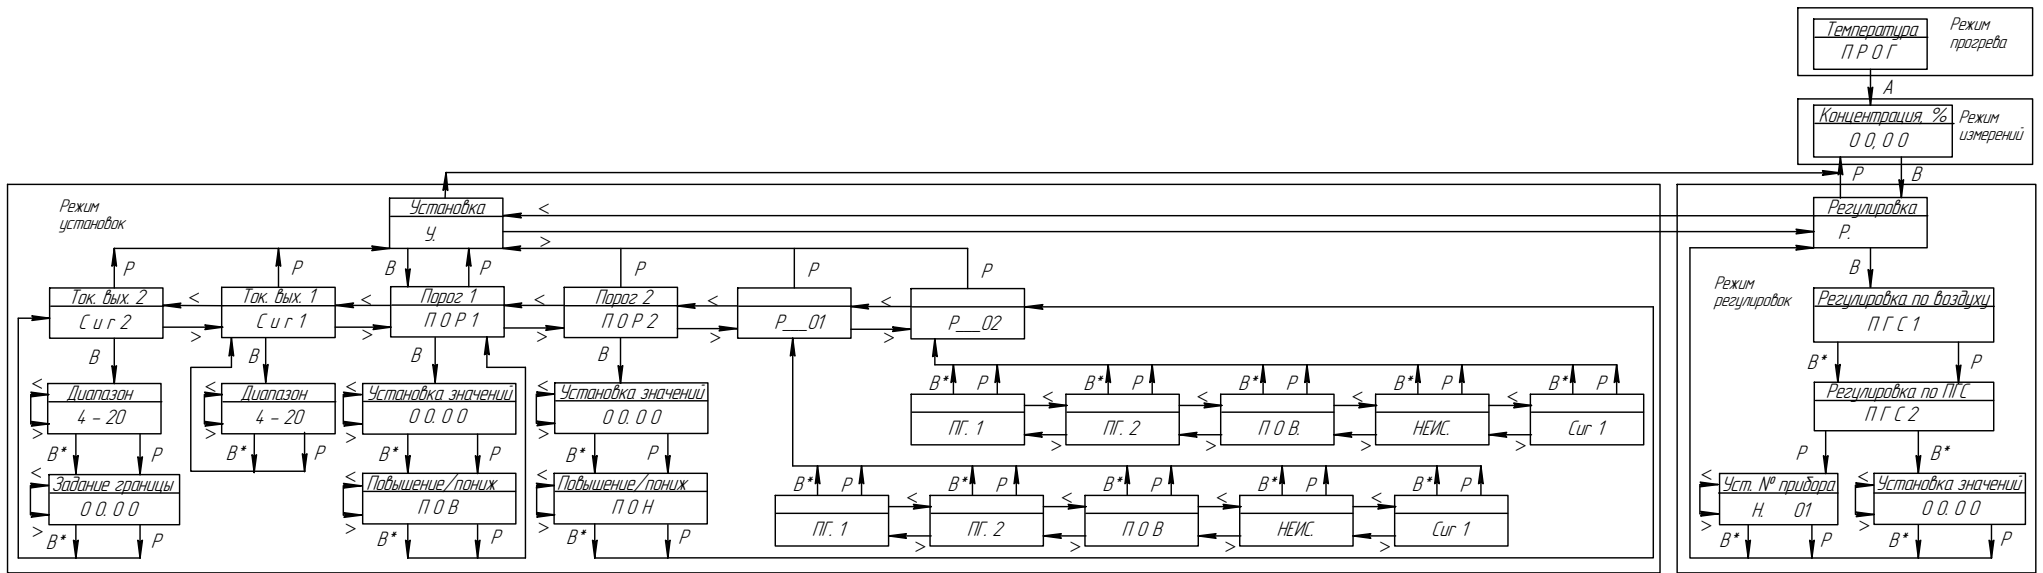 Температура
П Р О Г
Режим
прогрева
А
Концентрация, %
0 0, 0 0
Режим
измерений
Р
В
Режим
установок
Установка
У.
<
>
Регулировка
Р.
Р
Р
В
Р
Р
Р
Р
В
Ток. вых. 2
С и г 2
<
>
Ток. вых. 1
С и г 1
<
>
Порог 1
П О Р 1
<
>
Порог 2
П О Р 2
<
>
Р__01
<
>
Р__02
Режим
регулировок
Регулировка по воздуху
П Г С 1
В
В
В
В
В*
Р
Диапазон
4 – 20
<
>
Диапазон
4 – 20
<
>
Установка значений
0 0. 0 0
<
>
Установка значений
0 0. 0 0
<
>
В*
Р
В*
Р
В*
Р
В*
Р
В*
Р
ПГ. 1
<
>
ПГ. 2
<
>
П О В.
<
>
НЕИС.
<
>
Сиг 1
Регулировка по ПГС
П Г С 2
В*
Р
В*
Р
В*
Р
В*
Р
Р
В*
Задание границы
0 0. 0 0
<
>
Повышение/пониж
П О В
<
>
Повышение/пониж
П О Н
<
>
В*
Р
В*
Р
В*
Р
В*
Р
В*
Р
ПГ. 1
<
>
ПГ. 2
<
>
П О В
<
>
НЕИС.
<
>
Сиг 1
Уст. № прибора
Н. 01
<
>
Установка значений
0 0. 0 0
<
>
В*
Р
В*
Р
В*
Р
В*
Р
В*
Р